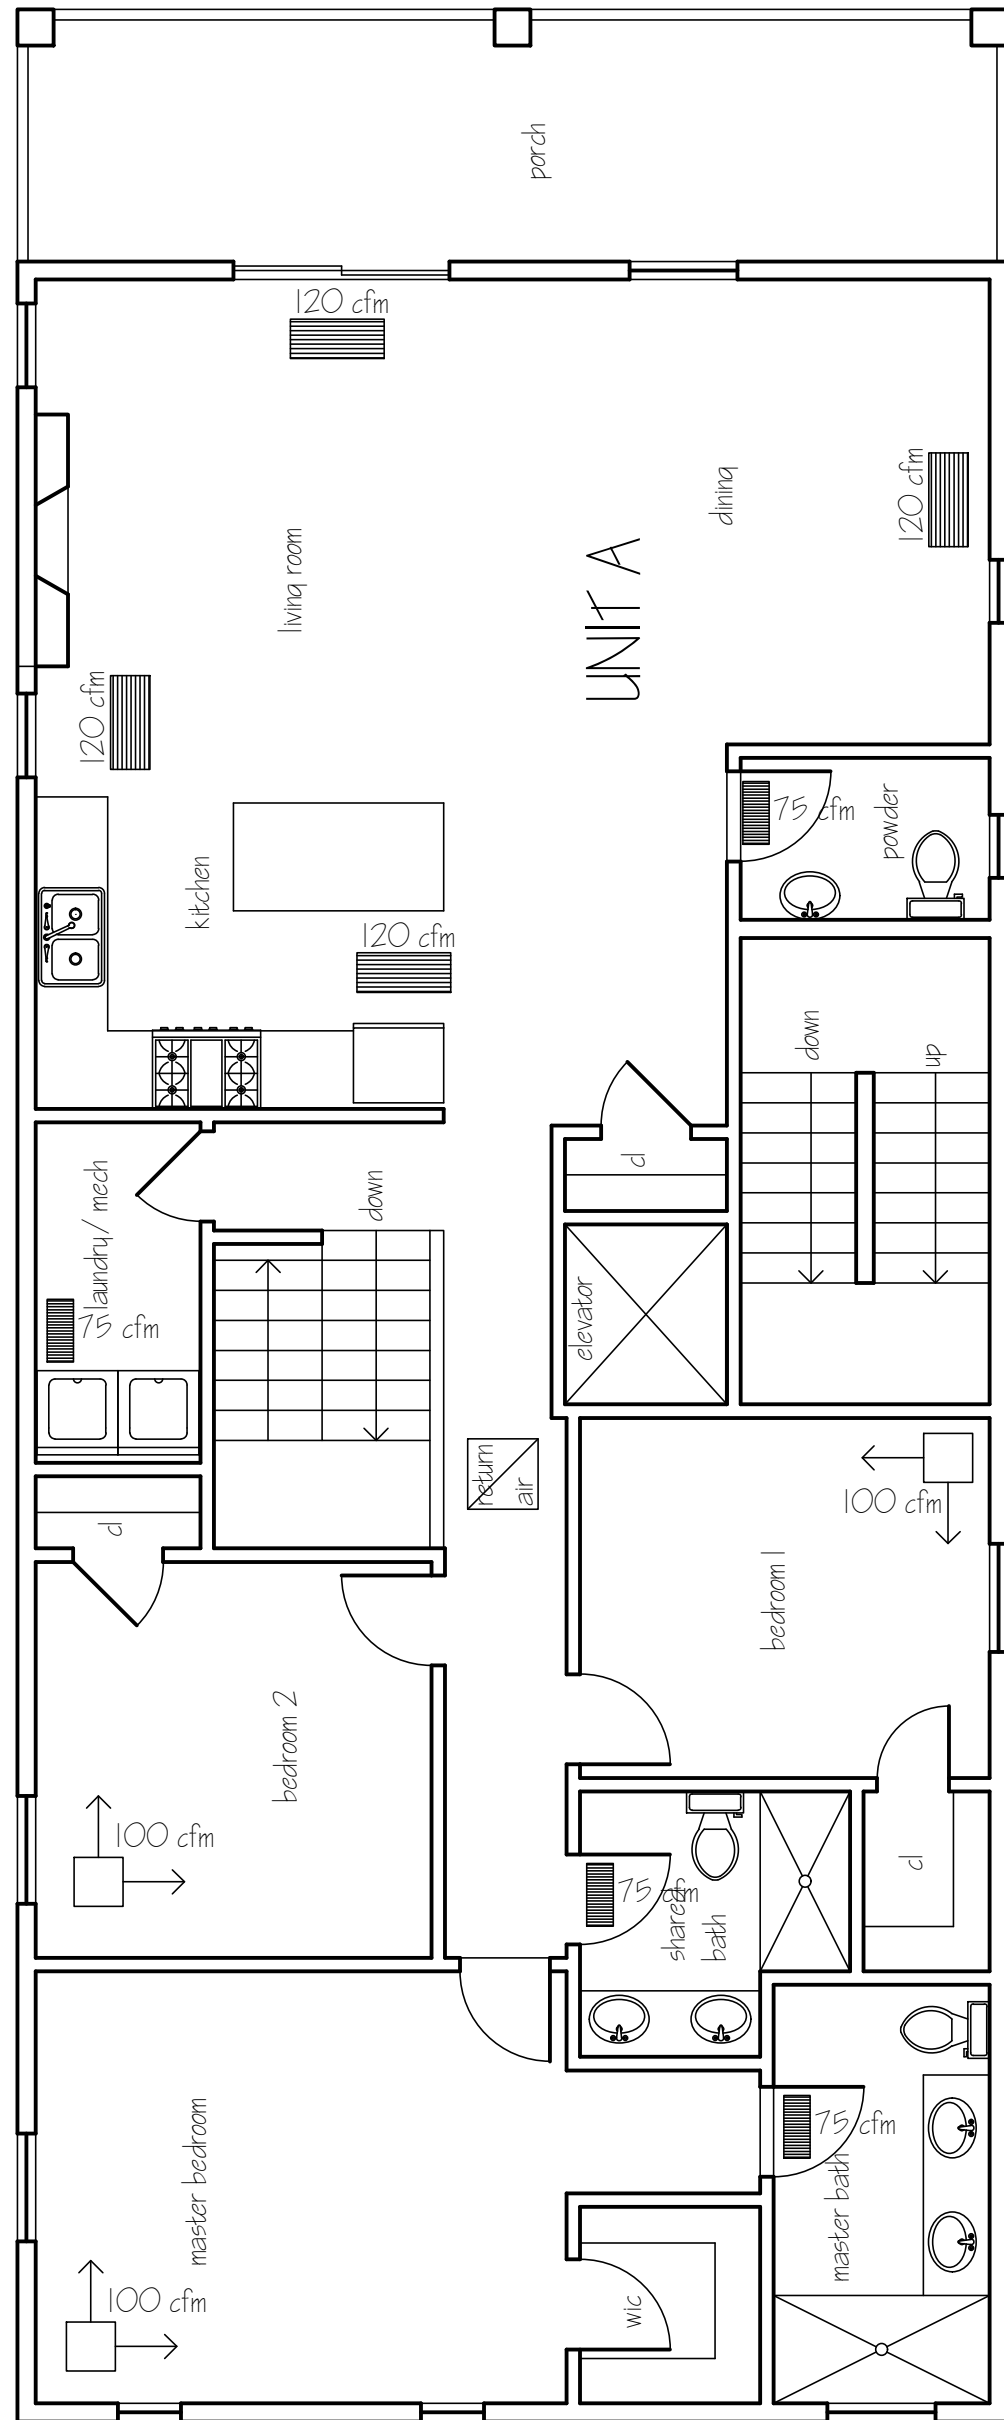 porch
120 cfm
dining
120 cfm
living room
UNIT A
120 cfm
75 cfm
powder
kitchen
120 cfm
down
up
cl
down
laundry/ mech
elevator
75 cfm
return
air
100 cfm
cl
bedroom 1
bedroom 2
100 cfm
75 cfm
cl
shared
bath
75 cfm
master bedroom
master bath
100 cfm
wic